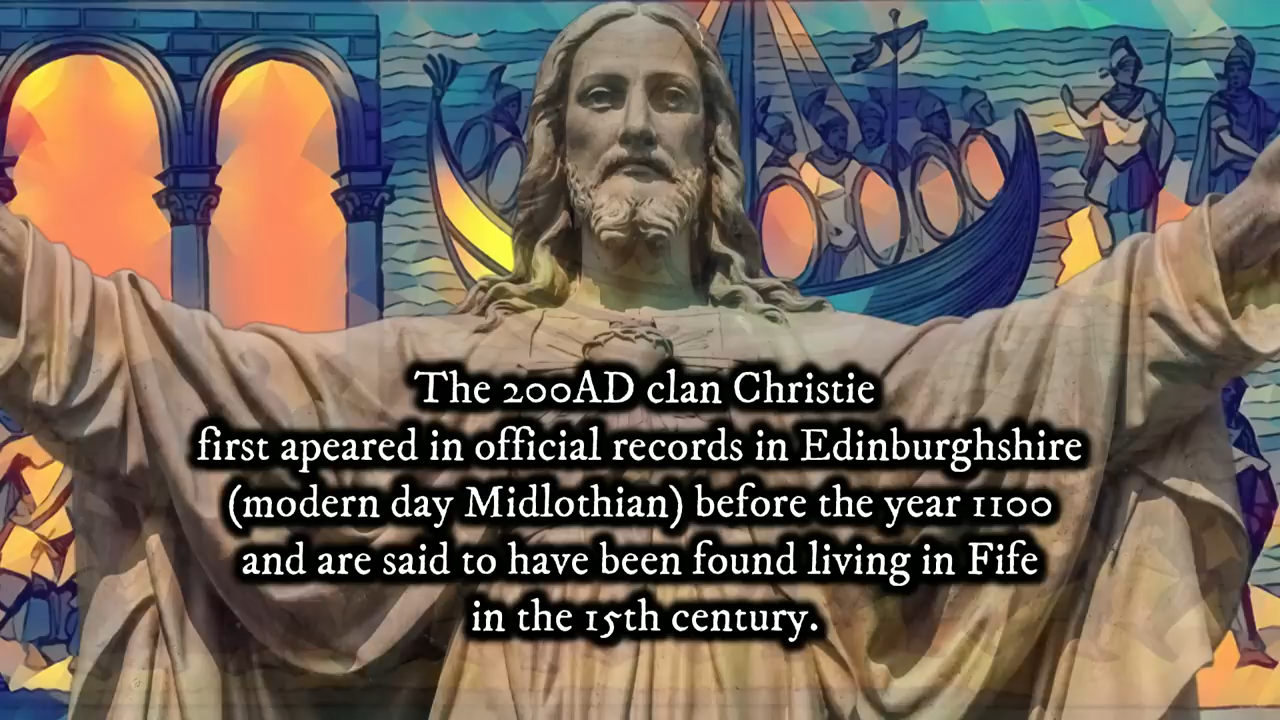 The 200AD clan Christie
first apeared in official records in Edinburghshire
(modern day Midlothian) before the year 1100
and are said to have been found living in Fife
in the 15th century.